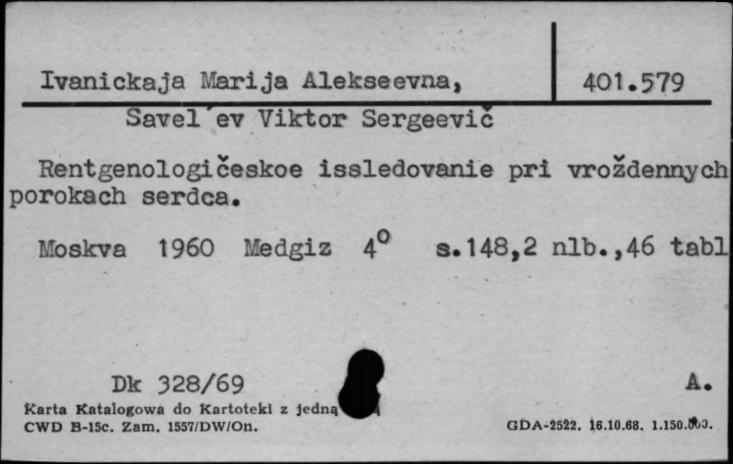 Ivanickaja Marija Alekseevna, 401.579
Savel'ev Viktor Sergeevič
Rentgenologičeskoe issledovanie pri vroždennych
porokach serdca.
Moskva 1960 Medgiz 4° s.148,2 nlb.,46 tabl
Dk 328/69 A.
Karta Katalogowa do Kartoteki z jedną
CWD B-15c. Zam. 1557/DW/On. GDA-2522. 16.10.68. 1.150.000.